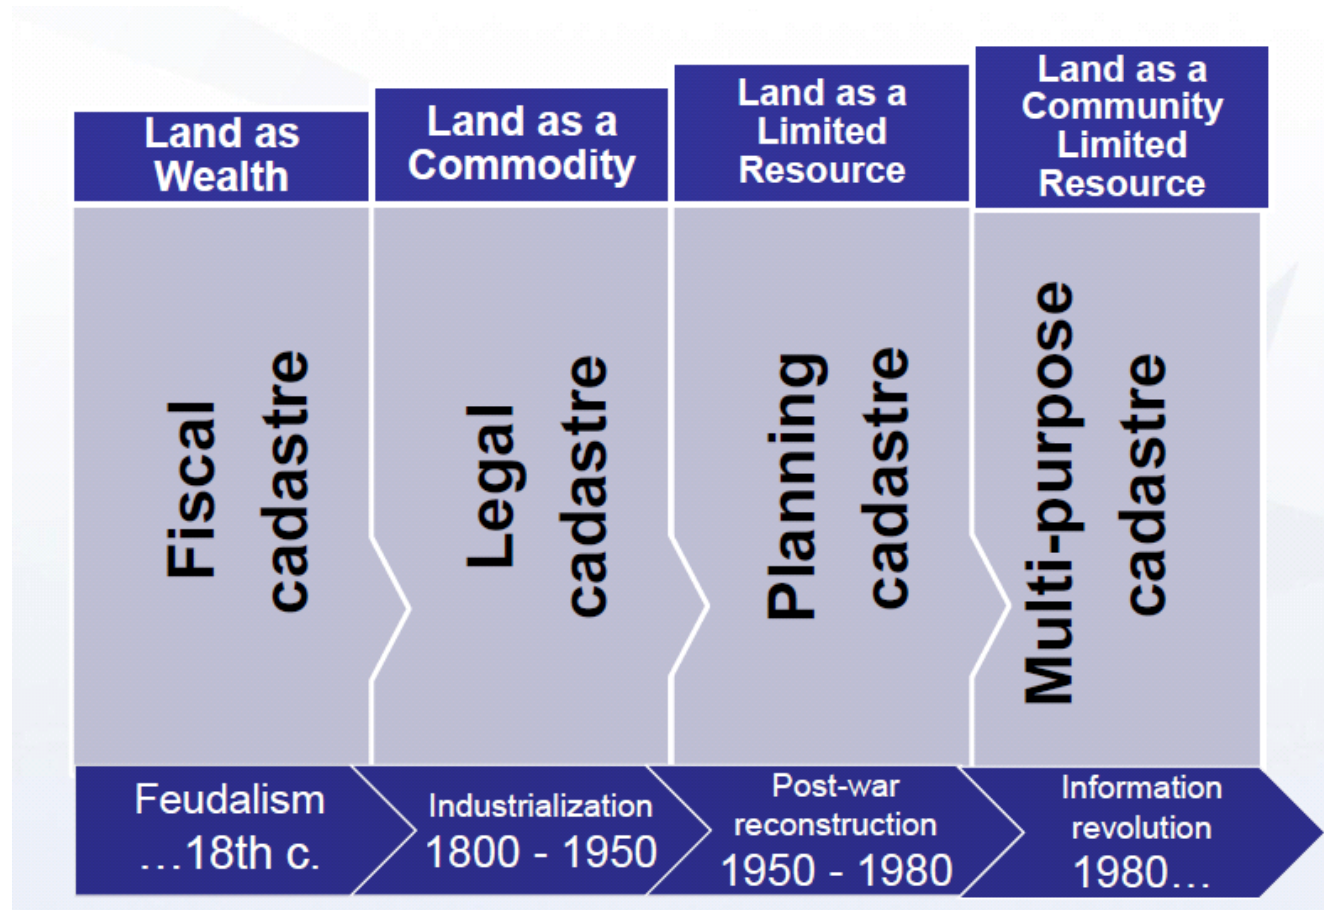 Land as
Wealth
Land as a
Commodity
Land as a
Limited
Resource
Land as a
Community
Limited
Resource
Fiscal
cadastre
Legal
cadastre
Planning
cadastre
Multi-purpose
cadastre
Feudalism
…18th c.
Industrialization
1800 - 1950
Post-war
reconstruction
1950 - 1980
Information
revolution
1980…